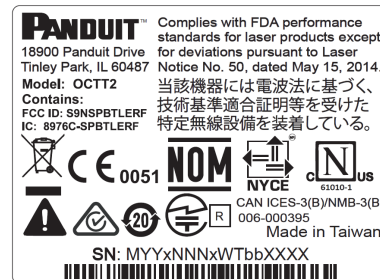 PANDUIT™
18900 Panduit Drive
Tinley Park, IL 60487
Model: OCTT2
Contains:
FCC ID: S9NSPBTLERF
IC: 8976C-SPBTLERF
Complies with FDA performance
standards for laser products except
for deviations pursuant to Laser
Notice No. 50, dated May 15, 2014.
当該機器には電波法に基づく、
技術基準適合証明等を受けた
特定無線設備を装着している。
CE 0051
NOM
NYCE
C N US
61010-1
20
R
CAN ICES-3(B)/NMB-3(B)
006-000395
Made in Taiwan
SN: MYYxNNNxWTbbXXXX